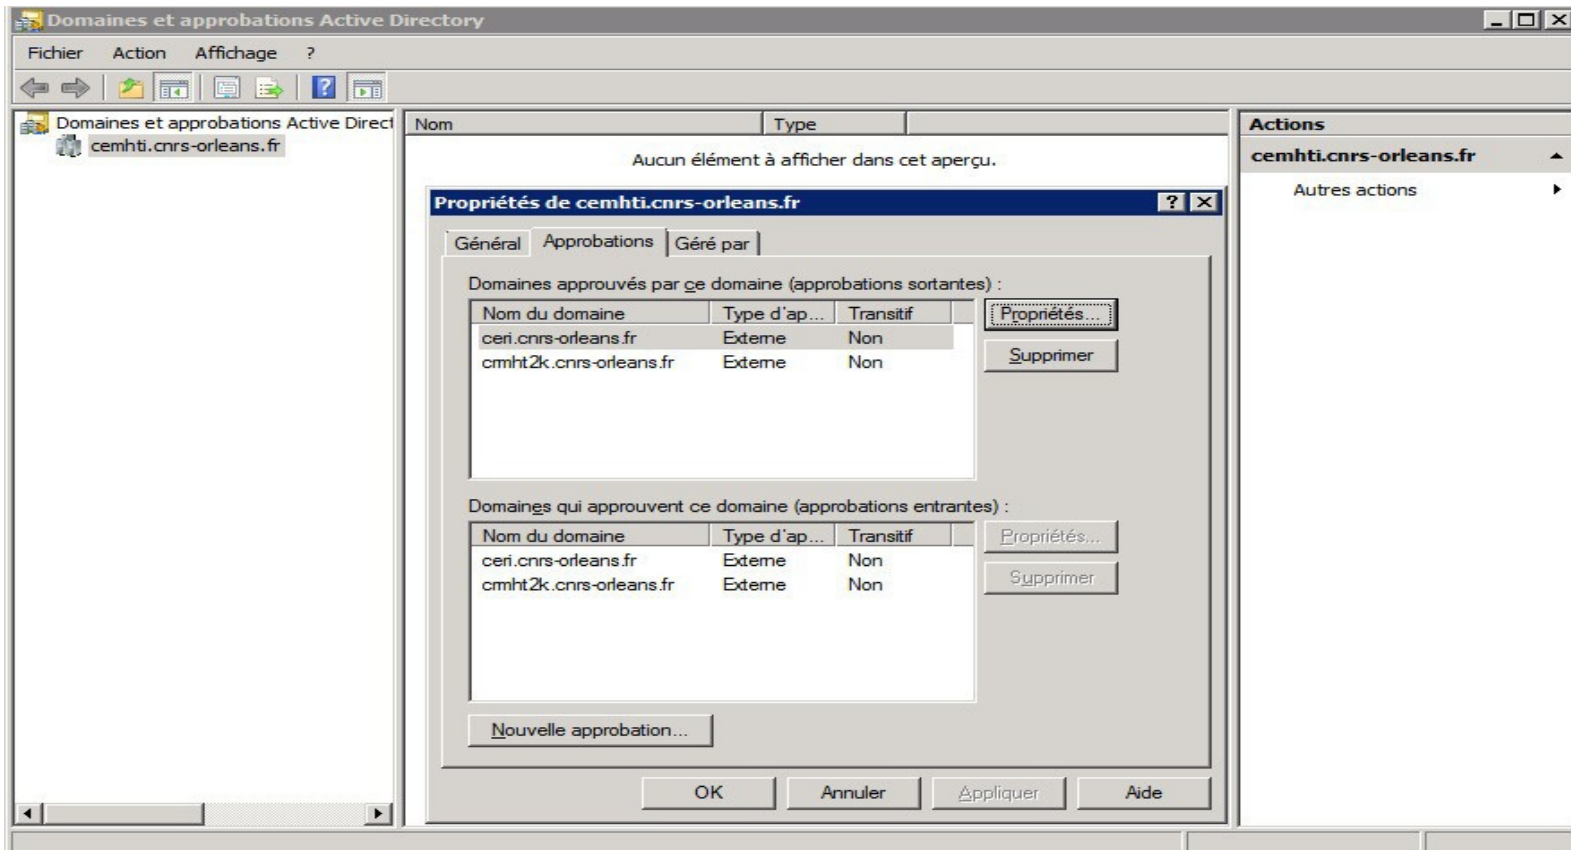 Domaines et approbations Active Directory
Fichier Action Affichage ?
Domaines et approbations Active Direct
cemhti.cnrs-orleans.fr
Nom Type
Aucun élément à afficher dans cet aperçu.
Actions
cemhti.cnrs-orleans.fr
Autres actions
Propriétés de cemhti.cnrs-orleans.fr
Général Approbations Géré par
Domaines approuvés par ce domaine (approbations sortantes) :
Nom du domaine Type d'ap... Transitif
ceri.cnrs-orleans.fr Externe Non
crmht2k.cnrs-orleans.fr Externe Non
Propriétés...
Supprimer
Domaines qui approuvent ce domaine (approbations entrantes) :
Nom du domaine Type d'ap... Transitif
ceri.cnrs-orleans.fr Externe Non
crmht2k.cnrs-orleans.fr Externe Non
Propriétés...
Supprimer
Nouvelle approbation...
OK Annuler Appliquer Aide